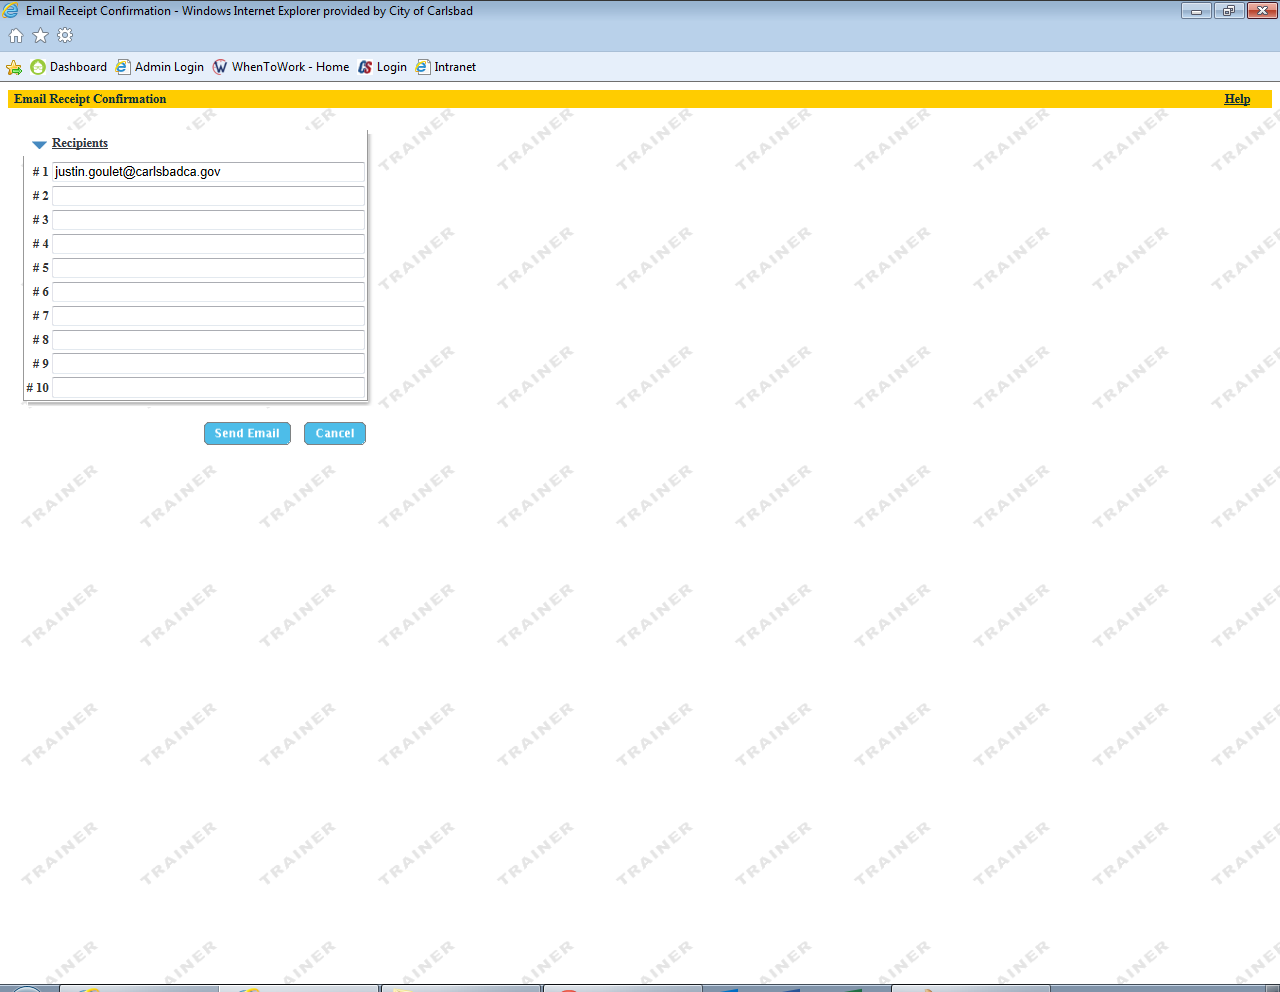 Email Receipt Confirmation - Windows Internet Explorer provided by City of Carlsbad
Dashboard Admin Login WhenToWork - Home Login Intranet
Email Receipt Confirmation Help
Recipients
# 1 justin.goulet@carlsbadca.gov
# 2
# 3
# 4
# 5
# 6
# 7
# 8
# 9
# 10
Send Email Cancel
TRAINER